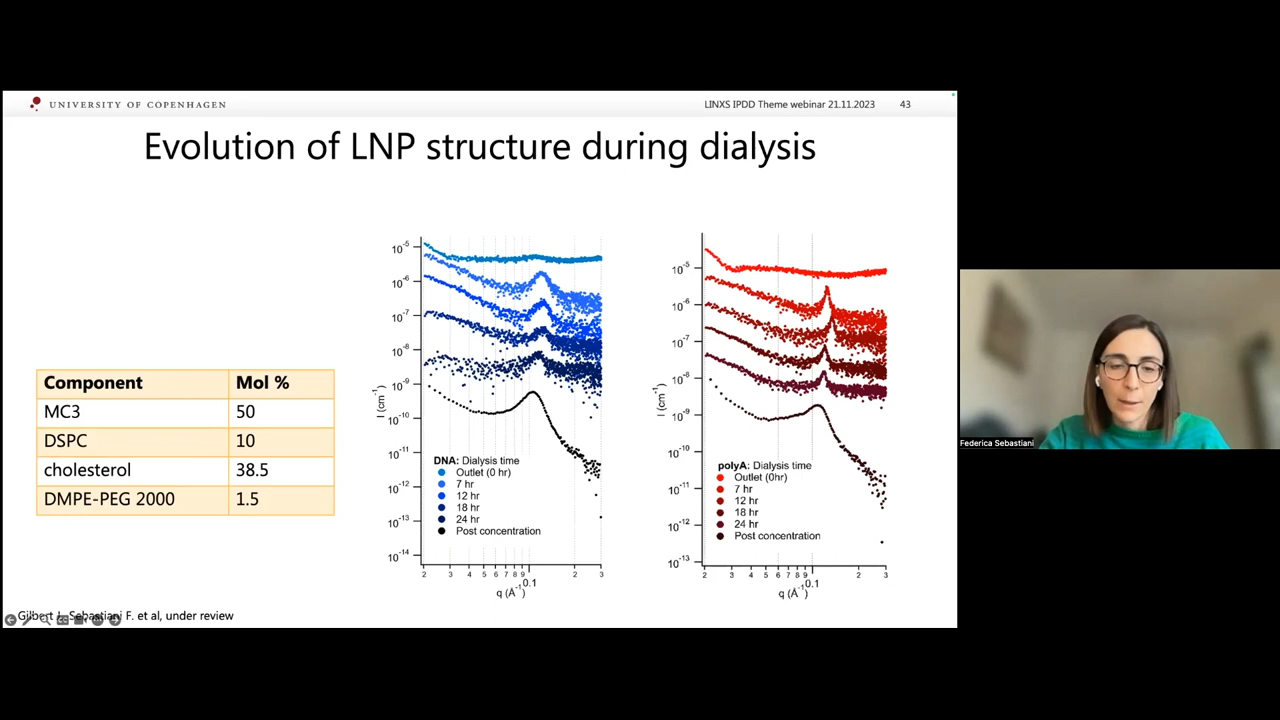 UNIVERSITY OF COPENHAGEN
LINXS IPDD Theme webinar 21.11.2023 43
Evolution of LNP structure during dialysis
Component Mol %
MC3 50
DSPC 10
cholesterol 38.5
DMPE-PEG 2000 1.5
I (cm⁻¹)
10⁻⁵
10⁻⁶
10⁻⁷
10⁻⁸
10⁻⁹
10⁻¹⁰
10⁻¹¹
10⁻¹²
10⁻¹³
10⁻¹⁴
DNA: Dialysis time
Outlet (0 hr)
7 hr
12 hr
18 hr
24 hr
Post concentration
2 3 4 5 6 7 8 9 0.1 2 3
q (Å⁻¹)
I (cm⁻¹)
10⁻⁵
10⁻⁶
10⁻⁷
10⁻⁸
10⁻⁹
10⁻¹⁰
10⁻¹¹
10⁻¹²
10⁻¹³
polyA: Dialysis time
Outlet (0hr)
7 hr
12 hr
18 hr
24 hr
Post concentration
2 3 4 5 6 7 8 9 0.1 2 3
q (Å⁻¹)
Gilbert Sebastiani F. et al, under review
Federica Sebastiani